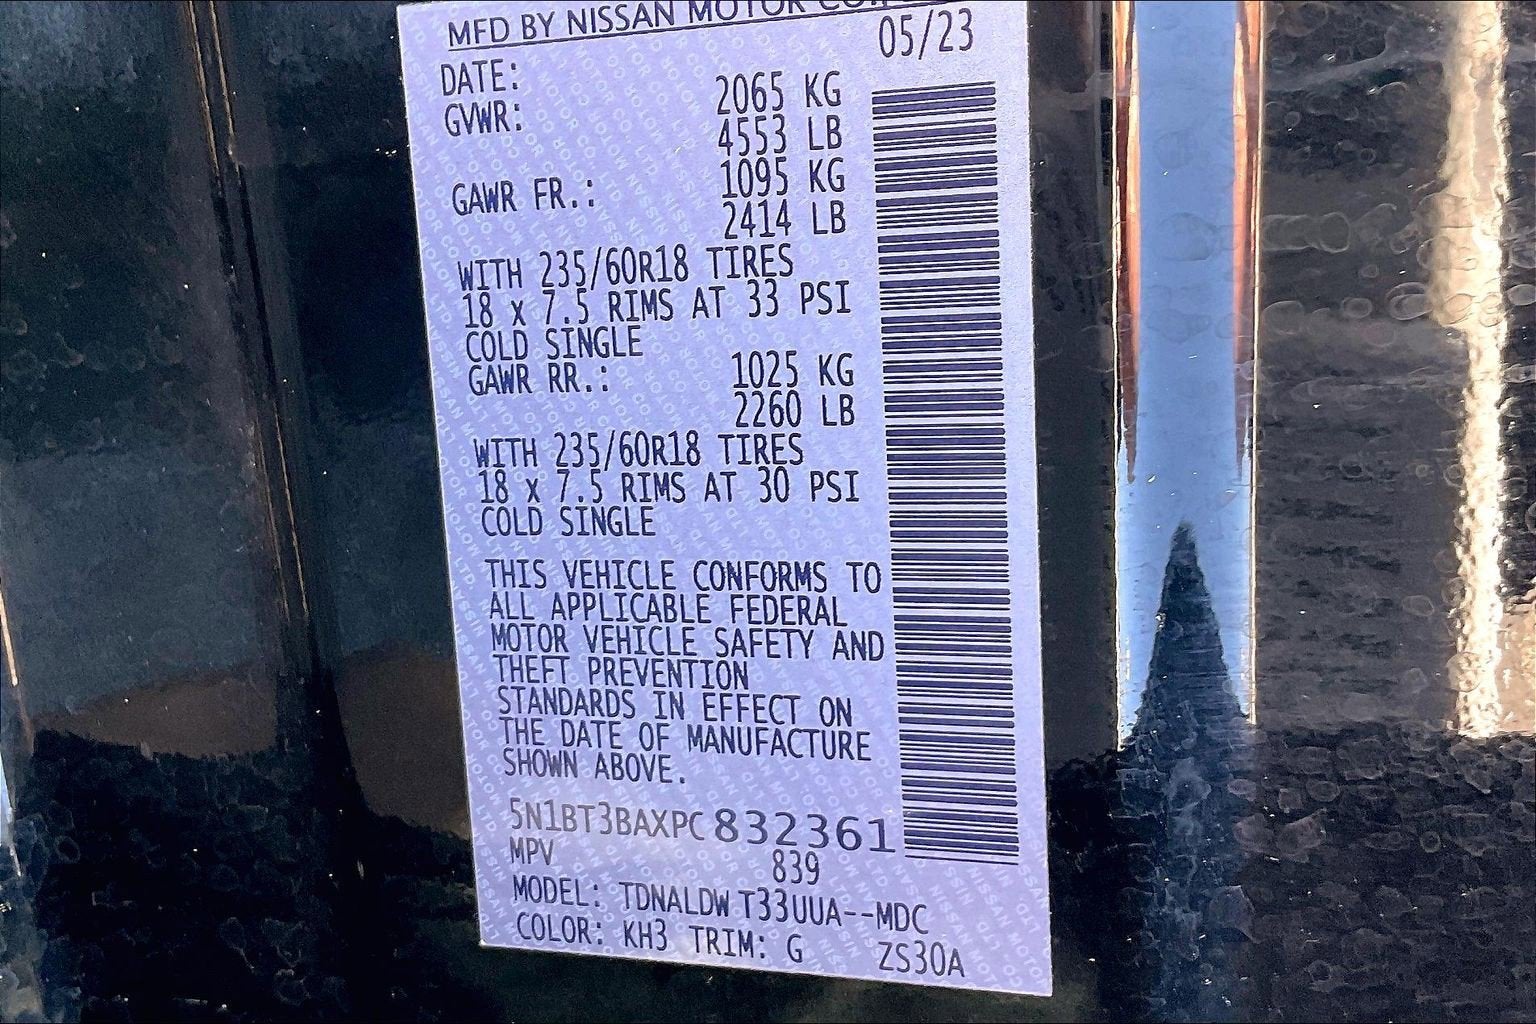 MFD BY NISSAN MOTOR CO.
DATE: 05/23
GVWR: 2065 KG
4553 LB
GAWR FR.: 1095 KG
2414 LB
WITH 235/60R18 TIRES
18 x 7.5 RIMS AT 33 PSI
COLD SINGLE
GAWR RR.: 1025 KG
2260 LB
WITH 235/60R18 TIRES
18 x 7.5 RIMS AT 30 PSI
COLD SINGLE
THIS VEHICLE CONFORMS TO
ALL APPLICABLE FEDERAL
MOTOR VEHICLE SAFETY AND
THEFT PREVENTION
STANDARDS IN EFFECT ON
THE DATE OF MANUFACTURE
SHOWN ABOVE.
5N1BT3BAXPC832361
MPV 839
MODEL: TDNALDW T33UUA--MDC
COLOR: KH3 TRIM: G ZS30A